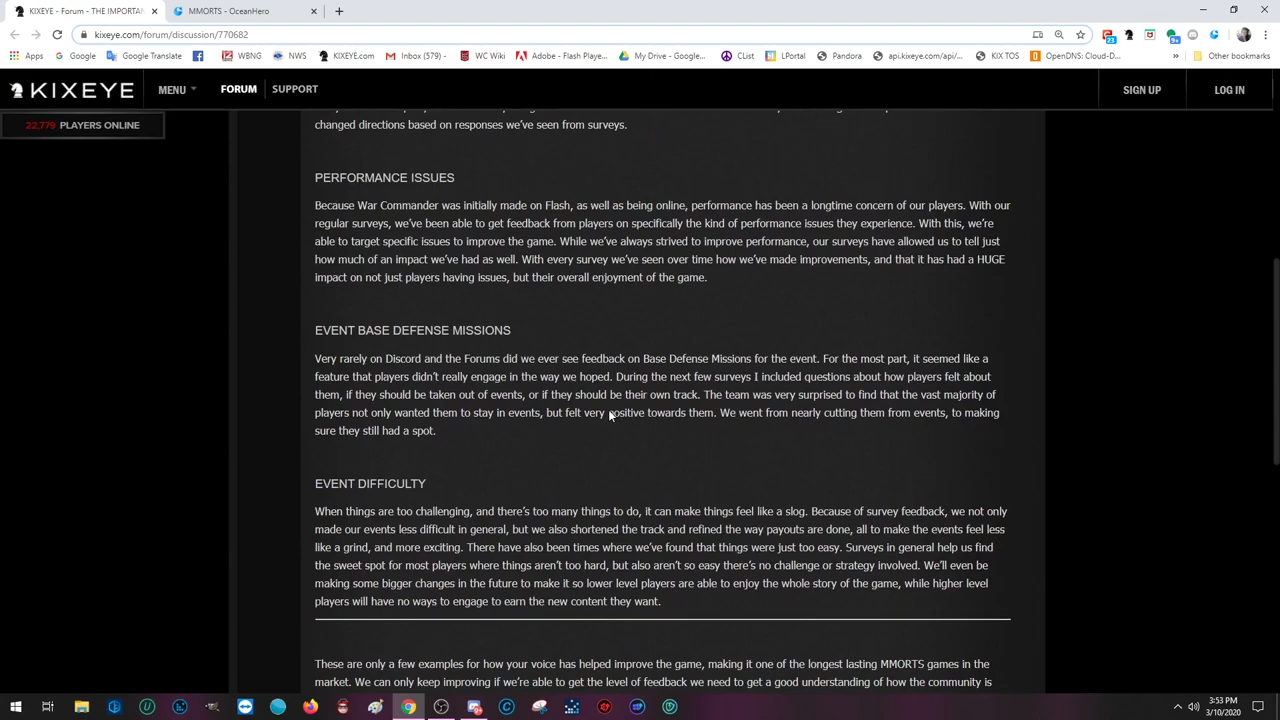 KIXEYE - Forum - THE IMPORTAN
MMORTS - OceanHero
kixeye.com/forum/discussion/770682
Apps
Google
Google Translate
WBNG
NWS
KIXEYE.com
Inbox (579) -
WC Wiki
Adobe - Flash Playe...
My Drive - Google...
CList
LPortal
Pandora
api.kixeye.com/api/...
KIX TOS
OpenDNS: Cloud-D...
»
Other bookmarks
KIXEYE
MENU
FORUM
SUPPORT
SIGN UP
LOG IN
22,779 PLAYERS ONLINE
changed directions based on responses we've seen from surveys.
PERFORMANCE ISSUES
Because War Commander was initially made on Flash, as well as being online, performance has been a longtime concern of our players. With our
regular surveys, we've been able to get feedback from players on specifically the kind of performance issues they experience. With this, we're
able to target specific issues to improve the game. While we've always strived to improve performance, our surveys have allowed us to tell just
how much of an impact we've had as well. With every survey we've seen over time how we've made improvements, and that it has had a HUGE
impact on not just players having issues, but their overall enjoyment of the game.
EVENT BASE DEFENSE MISSIONS
Very rarely on Discord and the Forums did we ever see feedback on Base Defense Missions for the event. For the most part, it seemed like a
feature that players didn't really engage in the way we hoped. During the next few surveys I included questions about how players felt about
them, if they should be taken out of events, or if they should be their own track. The team was very surprised to find that the vast majority of
players not only wanted them to stay in events, but felt very positive towards them. We went from nearly cutting them from events, to making
sure they still had a spot.
EVENT DIFFICULTY
When things are too challenging, and there's too many things to do, it can make things feel like a slog. Because of survey feedback, we not only
made our events less difficult in general, but we also shortened the track and refined the way payouts are done, all to make the events feel less
like a grind, and more exciting. There have also been times where we've found that things were just too easy. Surveys in general help us find
the sweet spot for most players where things aren't too hard, but also aren't so easy there's no challenge or strategy involved. We'll even be
making some bigger changes in the future to make it so lower level players are able to enjoy the whole story of the game, while higher level
players will have no ways to engage to earn the new content they want.
These are only a few examples for how your voice has helped improve the game, making it one of the longest lasting MMORTS games in the
market. We can only keep improving if we're able to get the level of feedback we need to get a good understanding of how the community is
3:53 PM
3/10/2020